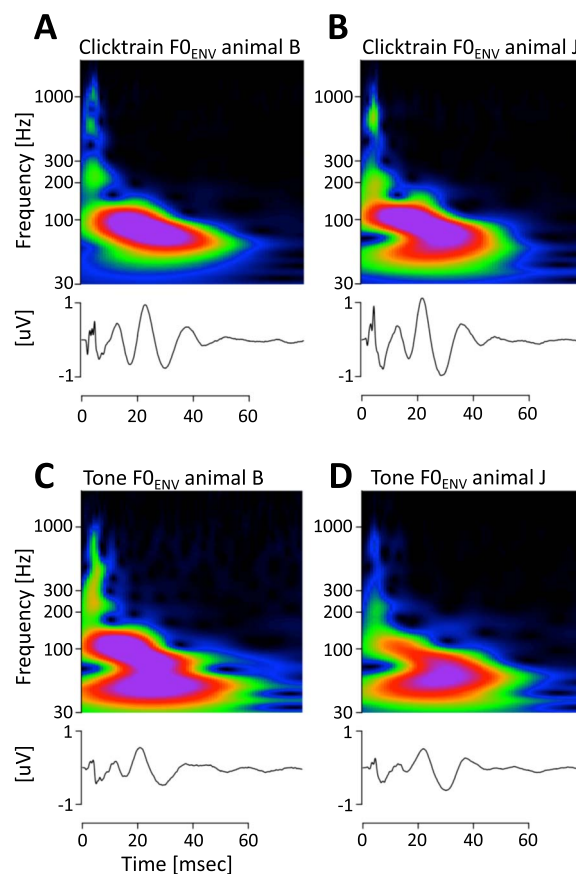 A
B
Clicktrain F0ENV animal B
Clicktrain F0ENV animal J
Frequency [Hz]
1000
300
200
100
30
1000
300
200
100
30
[uV]
1
-1
1
-1
0 20 40 60
0 20 40 60
C
D
Tone F0ENV animal B
Tone F0ENV animal J
Frequency [Hz]
1000
300
200
100
30
1000
300
200
100
30
[uV]
1
-1
1
-1
0 20 40 60
0 20 40 60
Time [msec]